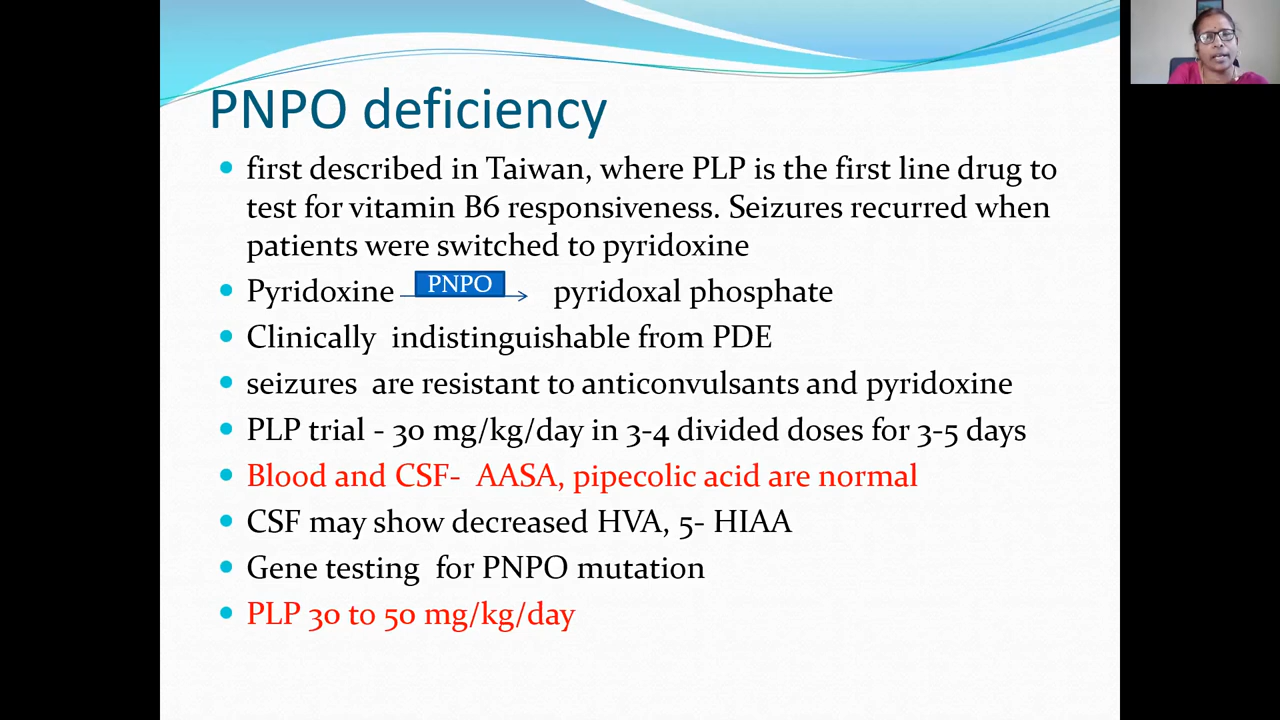 PNPO deficiency
first described in Taiwan, where PLP is the first line drug to
test for vitamin B6 responsiveness. Seizures recurred when
patients were switched to pyridoxine
Pyridoxine PNPO pyridoxal phosphate
Clinically indistinguishable from PDE
seizures are resistant to anticonvulsants and pyridoxine
PLP trial - 30 mg/kg/day in 3-4 divided doses for 3-5 days
Blood and CSF- AASA, pipecolic acid are normal
CSF may show decreased HVA, 5- HIAA
Gene testing for PNPO mutation
PLP 30 to 50 mg/kg/day